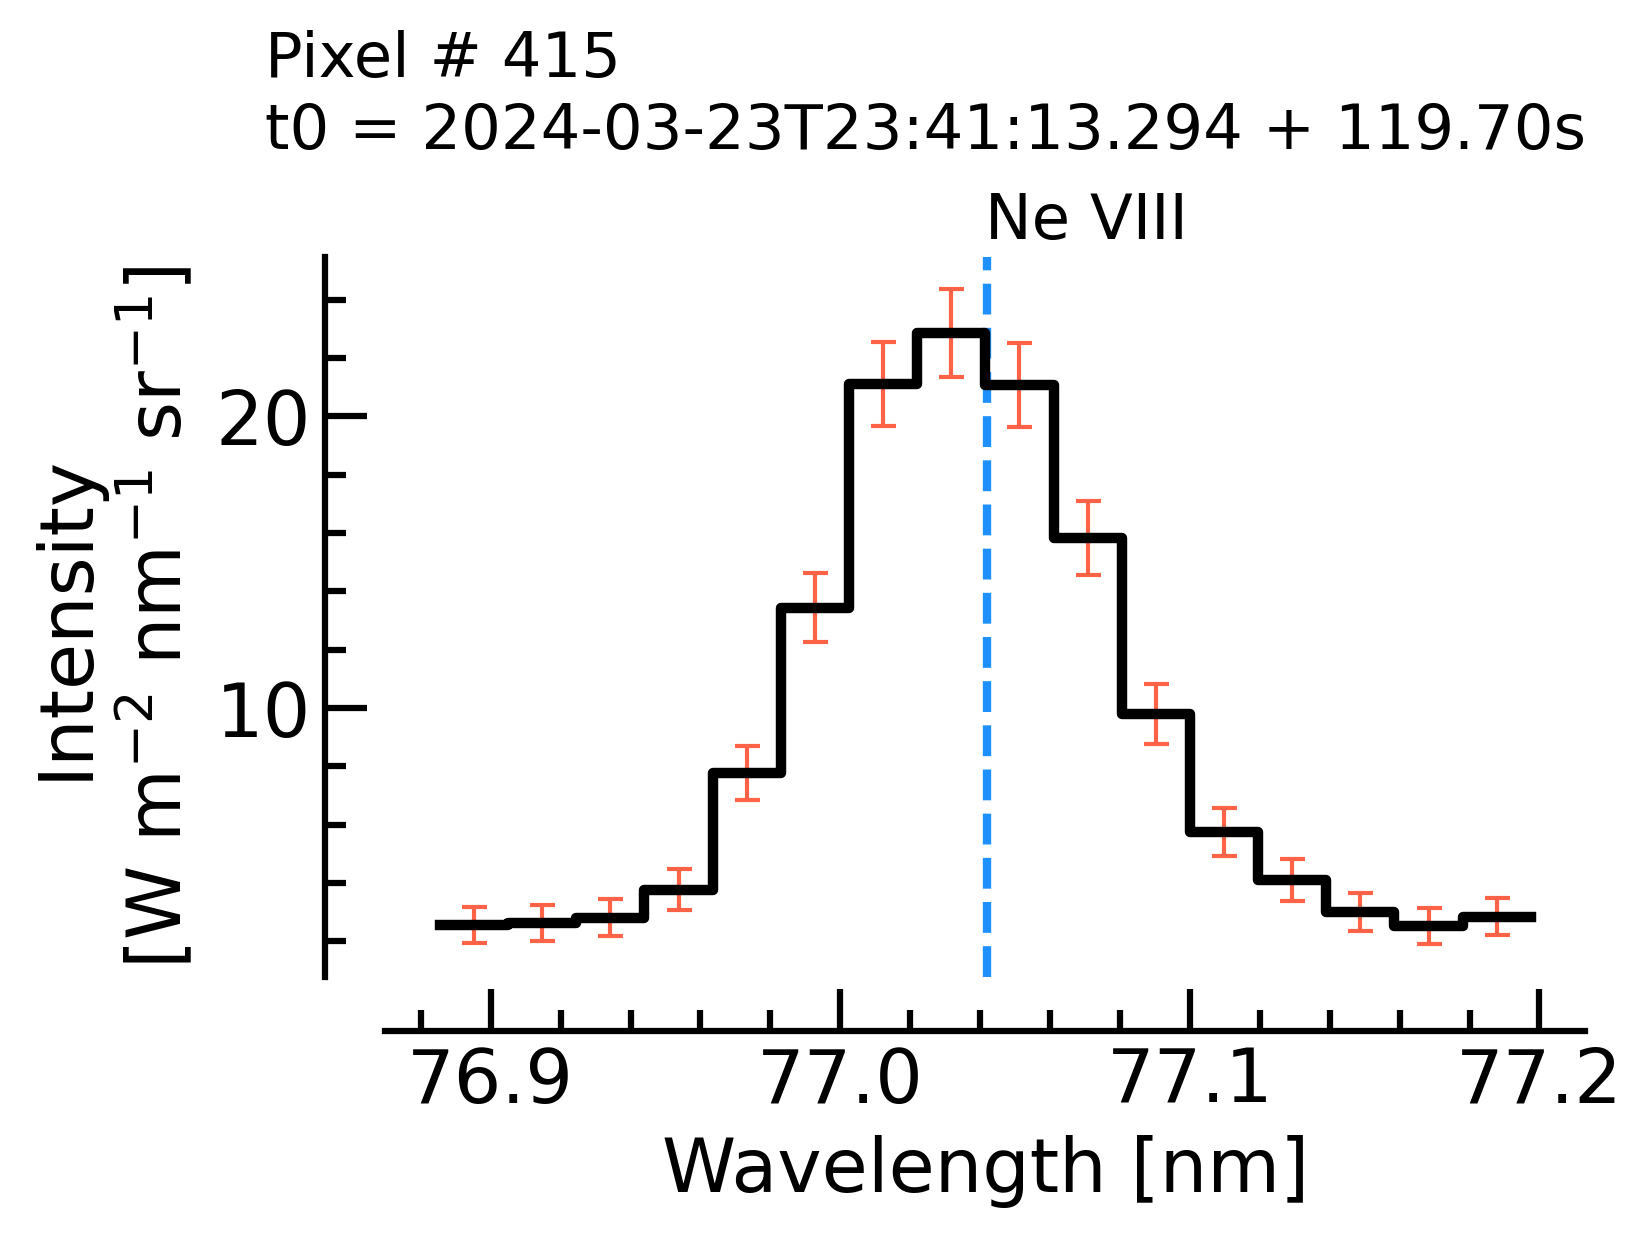 Pixel # 415
t0 = 2024-03-23T23:41:13.294 + 119.70s
Ne VIII
Intensity
[W m⁻² nm⁻¹ sr⁻¹]
20
10
76.9 77.0 77.1 77.2
Wavelength [nm]